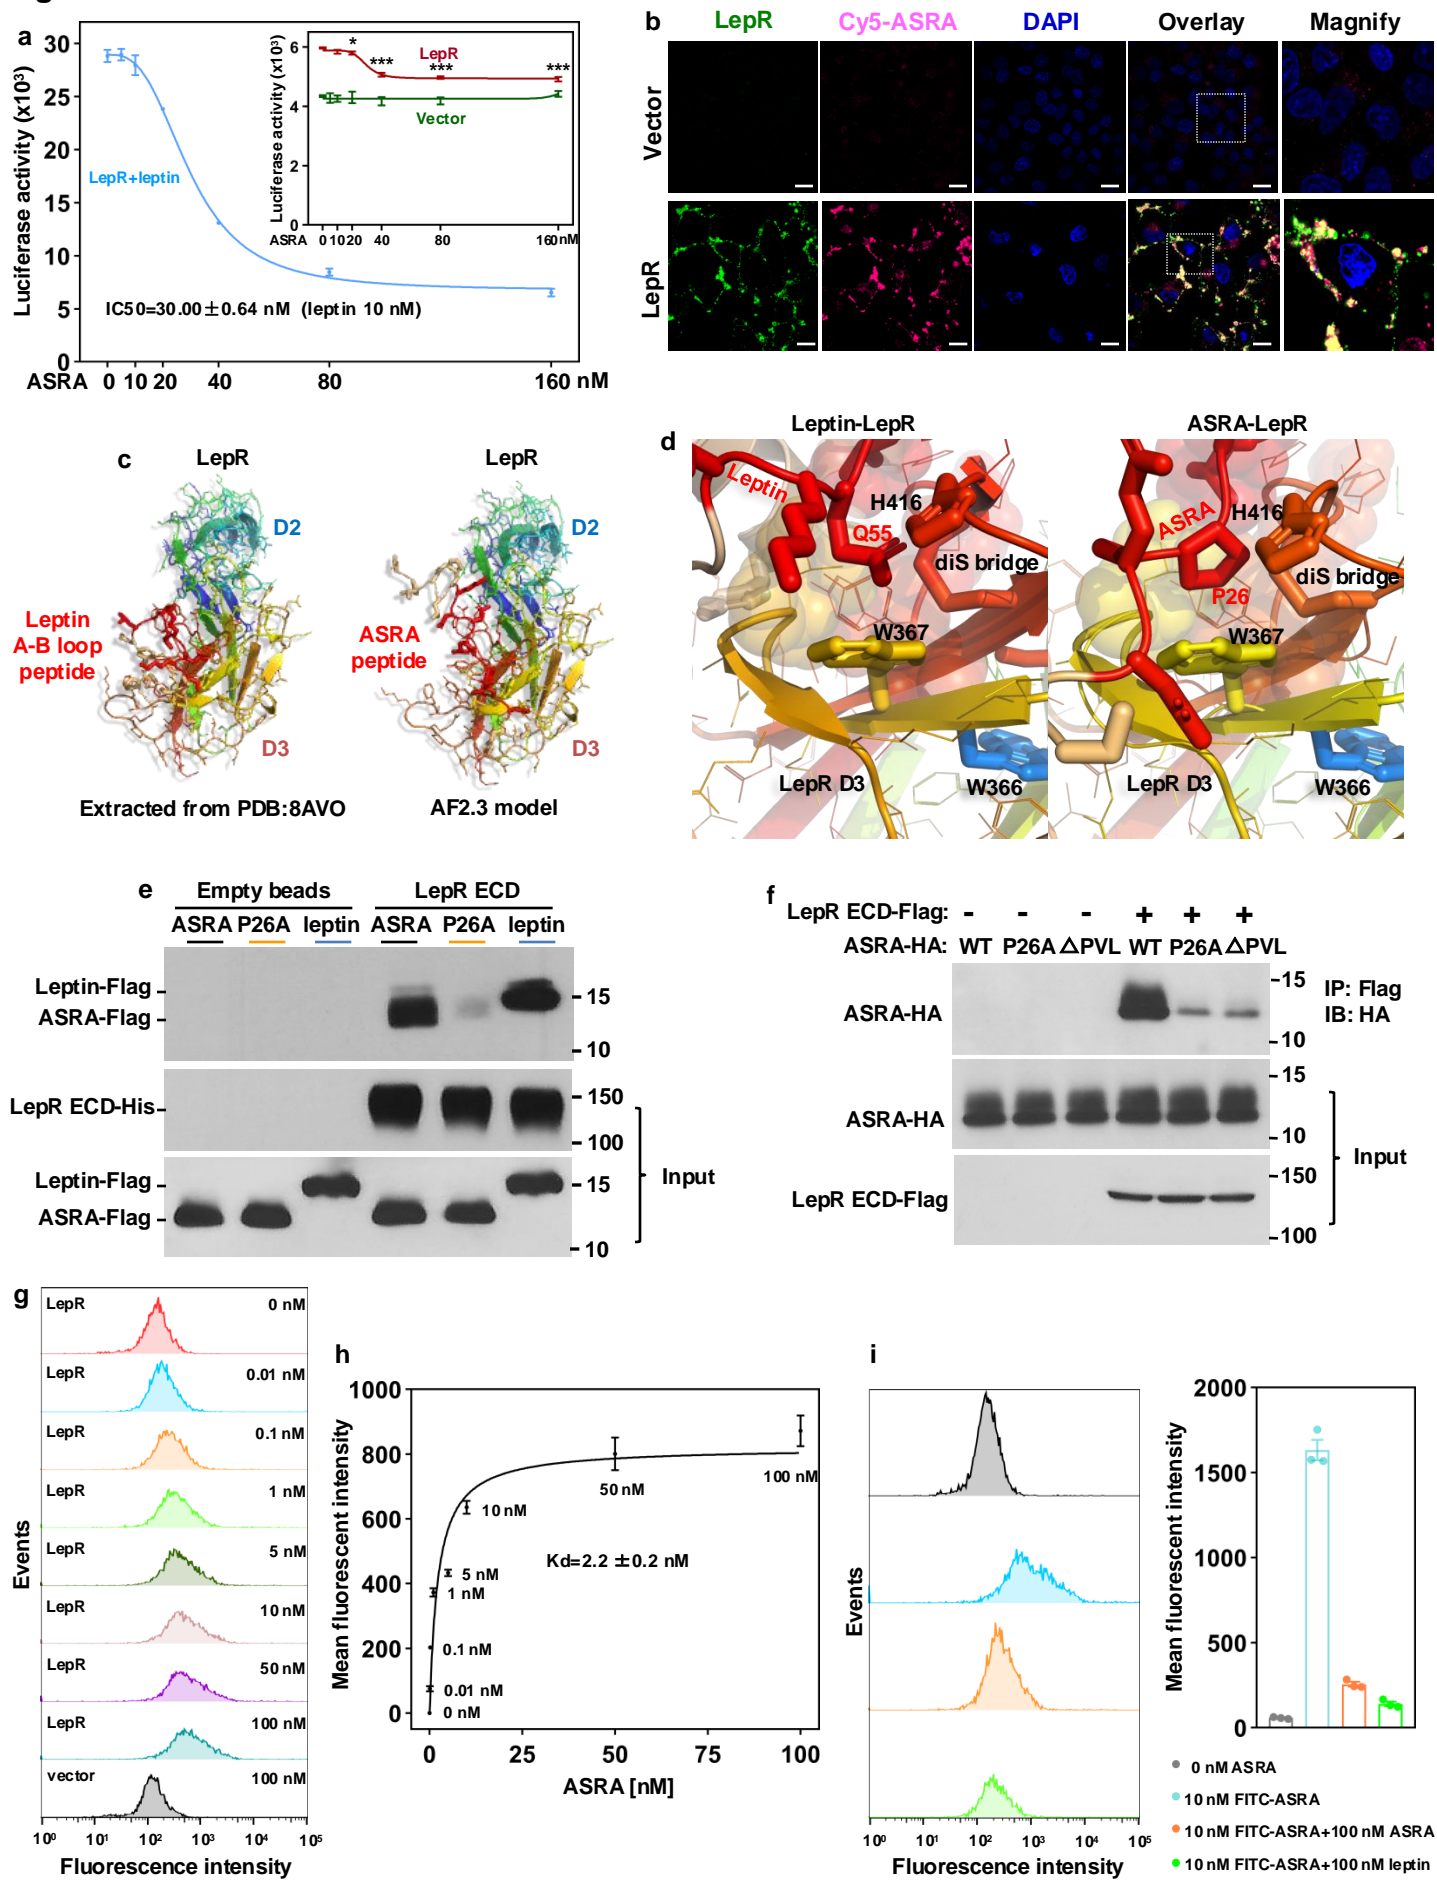 a
Luciferase activity (x10³)
30
25
20
15
10
5
0
LepR+leptin
IC50=30.00±0.64 nM (leptin 10 nM)
ASRA 0 10 20 40 80 160 nM
Luciferase activity (x10³)
6
4
2
0
* *** *** ***
LepR
Vector
ASRA 0 10 20 40 80 160 nM
b
LepR Cy5-ASRA DAPI Overlay Magnify
Vector
LepR
c
LepR
D2
Leptin
A-B loop
peptide
D3
Extracted from PDB:8AVO
LepR
D2
ASRA
peptide
D3
AF2.3 model
d
Leptin-LepR
Leptin
H416
Q55
diS bridge
W367
LepR D3
W366
ASRA-LepR
ASRA
H416
diS bridge
P26
W367
LepR D3
W366
e
Empty beads LepR ECD
ASRA P26A leptin ASRA P26A leptin
Leptin-Flag
ASRA-Flag
15
10
LepR ECD-His
150
100
Leptin-Flag
ASRA-Flag
15
10
Input
f
LepR ECD-Flag: - - - + + +
ASRA-HA: WT P26A △PVL WT P26A △PVL
ASRA-HA
15
10
IP: Flag
IB: HA
ASRA-HA
15
10
LepR ECD-Flag
150
100
Input
g
Events
LepR 0 nM
LepR 0.01 nM
LepR 0.1 nM
LepR 1 nM
LepR 5 nM
LepR 10 nM
LepR 50 nM
LepR 100 nM
vector 100 nM
10⁰ 10¹ 10² 10³ 10⁴ 10⁵
Fluorescence intensity
h
Mean fluorescent intensity
1000
800
600
400
200
0
100 nM
50 nM
10 nM
Kd=2.2 ±0.2 nM
5 nM
1 nM
0.1 nM
0.01 nM
0 nM
0 25 50 75 100
ASRA [nM]
i
Events
10⁰ 10¹ 10² 10³ 10⁴ 10⁵
Fluorescence intensity
Mean fluorescent intensity
2000
1500
1000
500
0
0 nM ASRA
10 nM FITC-ASRA
10 nM FITC-ASRA+100 nM ASRA
10 nM FITC-ASRA+100 nM leptin